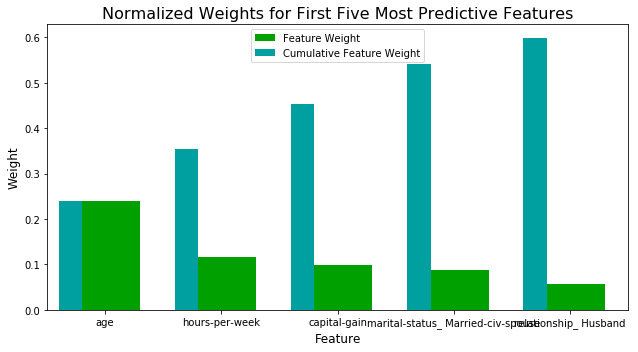 Normalized Weights for First Five Most Predictive Features
Feature Weight
Cumulative Feature Weight
0.6
0.5
0.4
0.3
0.2
0.1
0.0
Weight
age hours-per-week capital-gain marital-status_ Married-civ-spouse relationship_ Husband
Feature